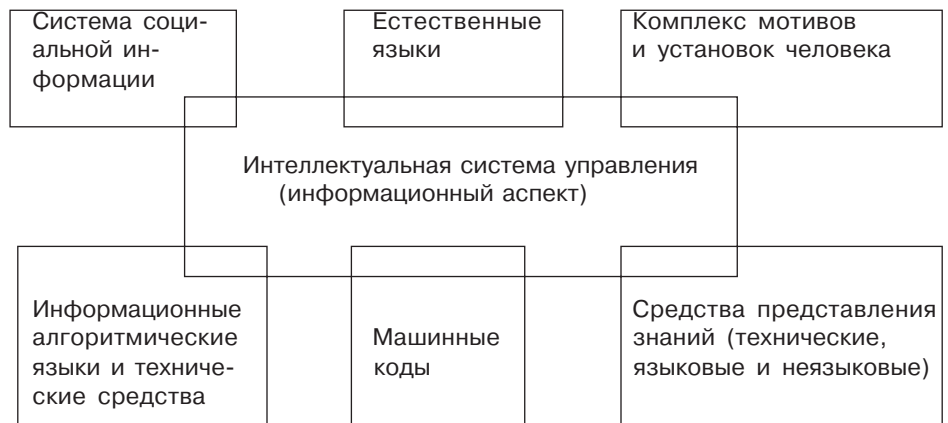 Система соци-
альной ин-
формации
Естественные
языки
Комплекс мотивов
и установок человека
Интеллектуальная система управления
(информационный аспект)
Информационные
алгоритмические
языки и техниче-
ские средства
Машинные
коды
Средства представления
знаний (технические,
языковые и неязыковые)